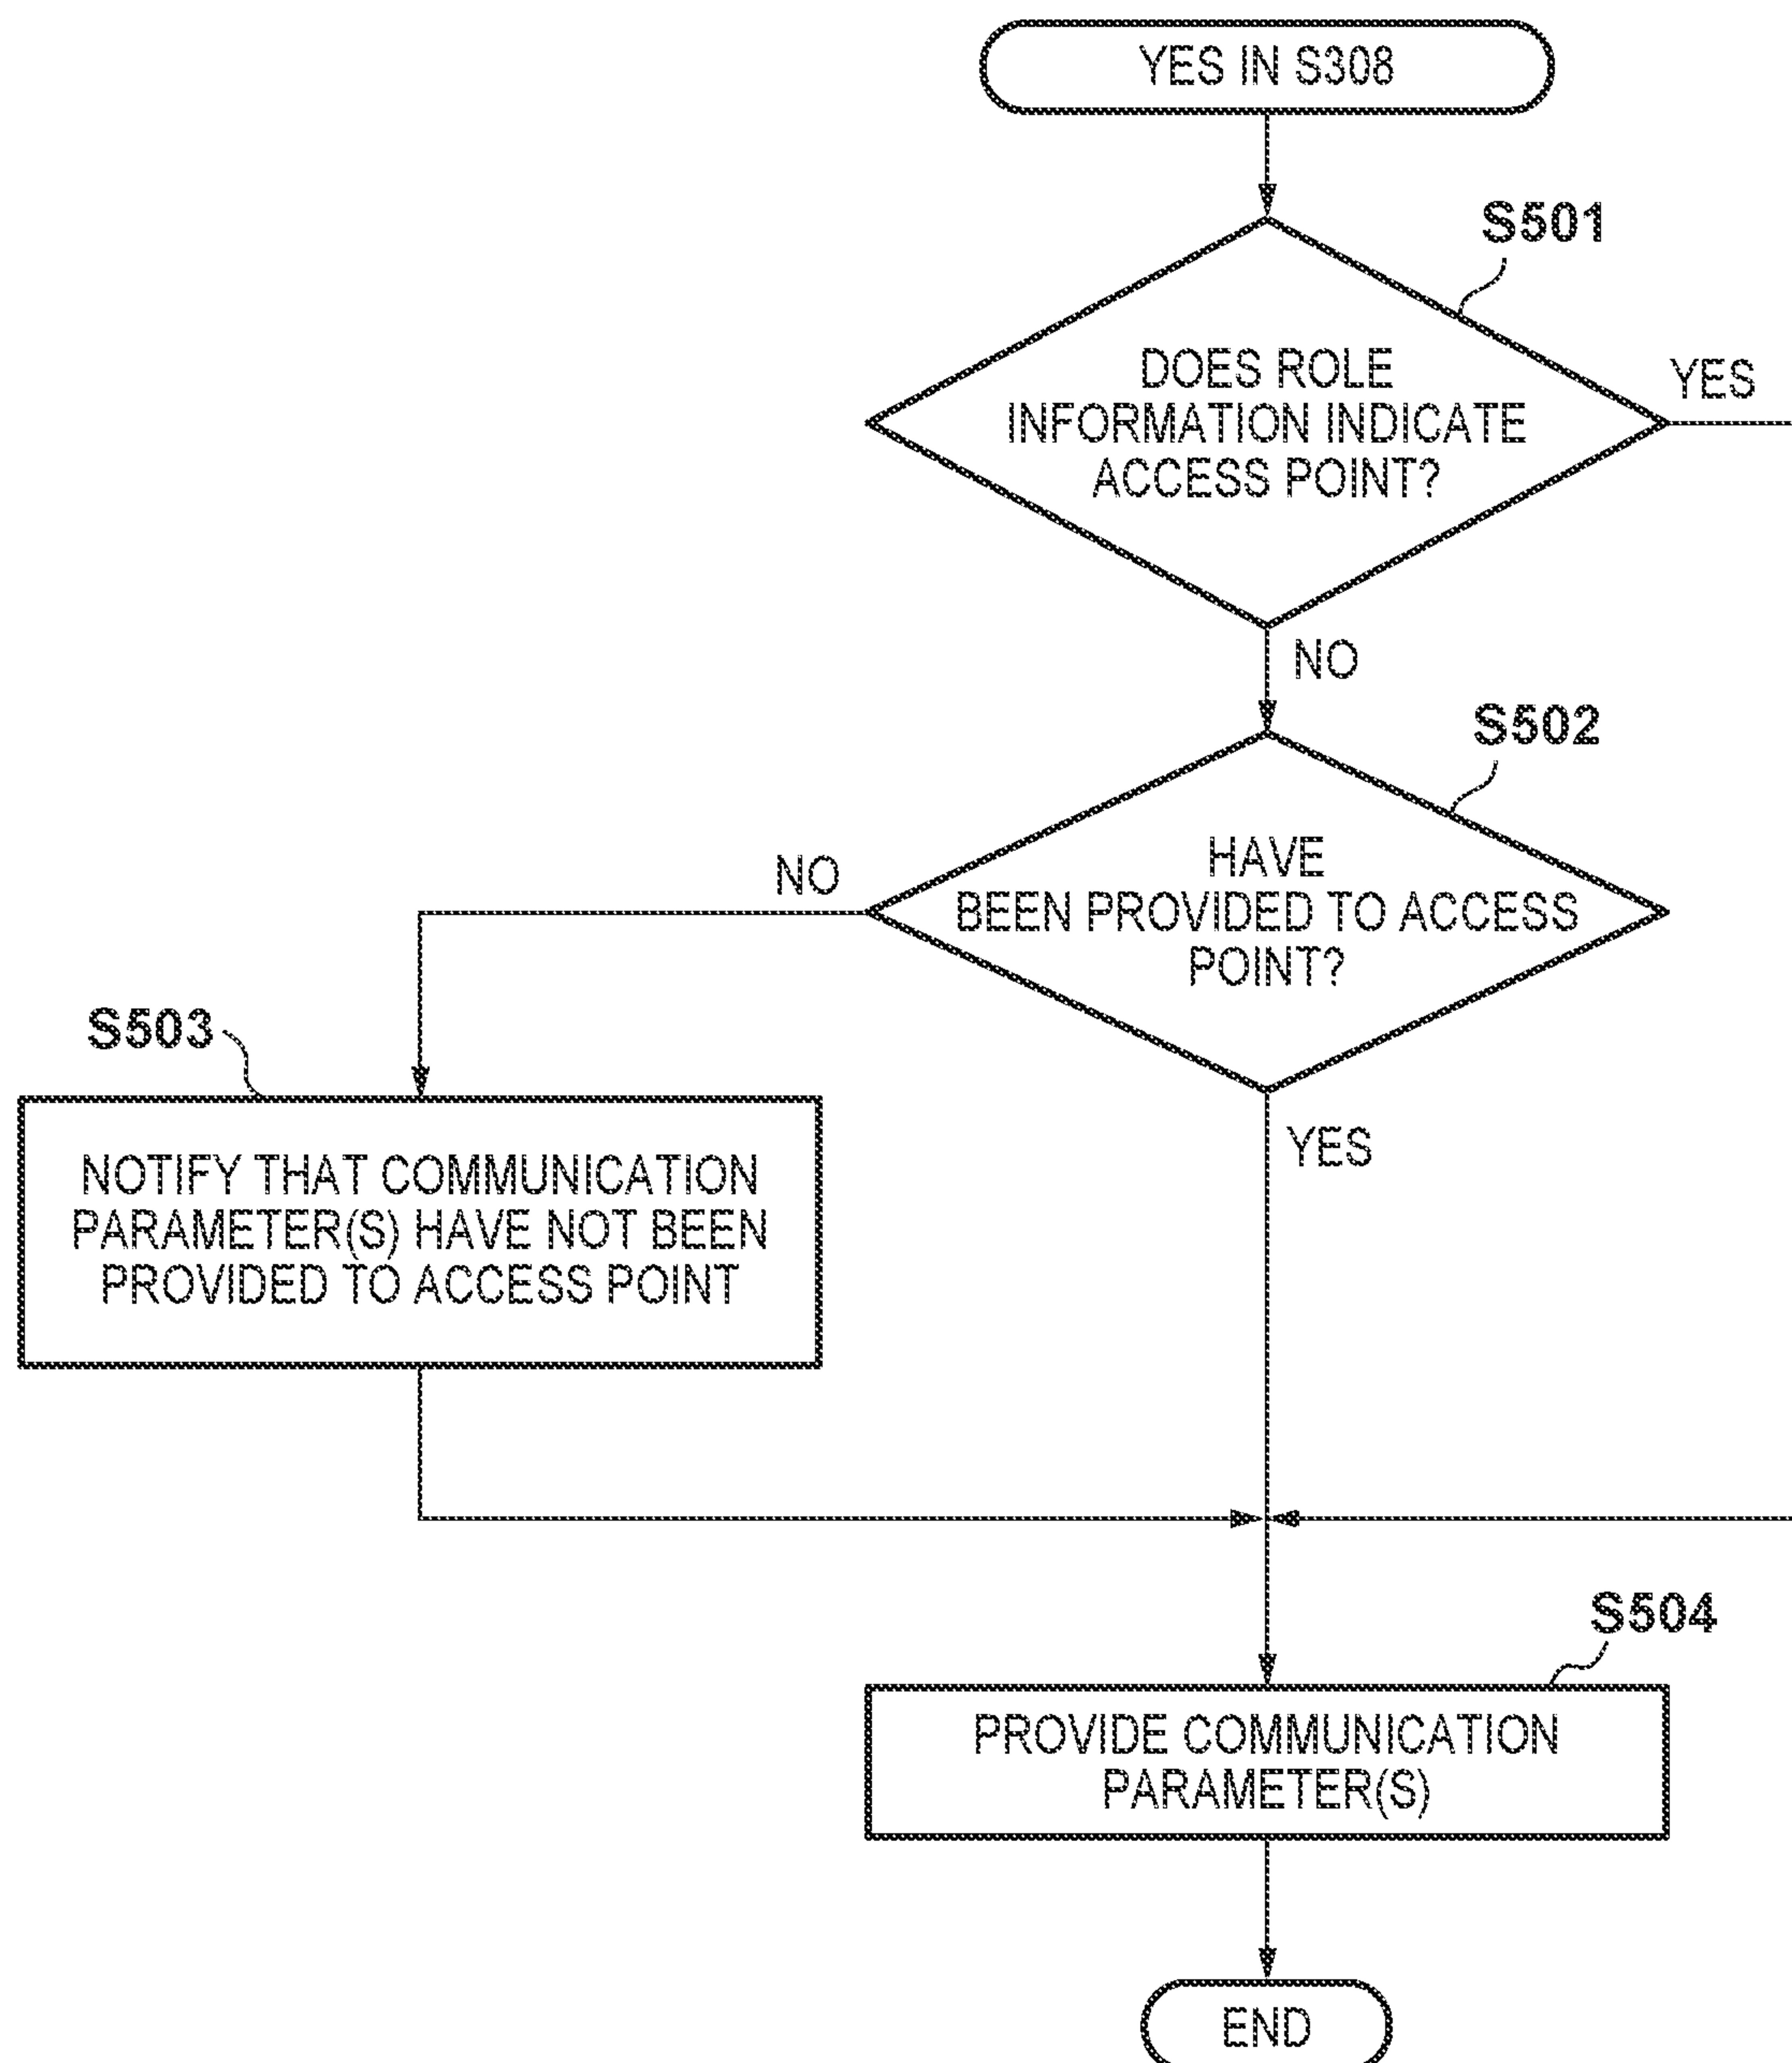 YES IN S308
S501
DOES ROLE
INFORMATION INDICATE
ACCESS POINT?
YES
NO
S502
HAVE
BEEN PROVIDED TO ACCESS
POINT?
NO
YES
S503
NOTIFY THAT COMMUNICATION
PARAMETER(S) HAVE NOT BEEN
PROVIDED TO ACCESS POINT
S504
PROVIDE COMMUNICATION
PARAMETER(S)
END